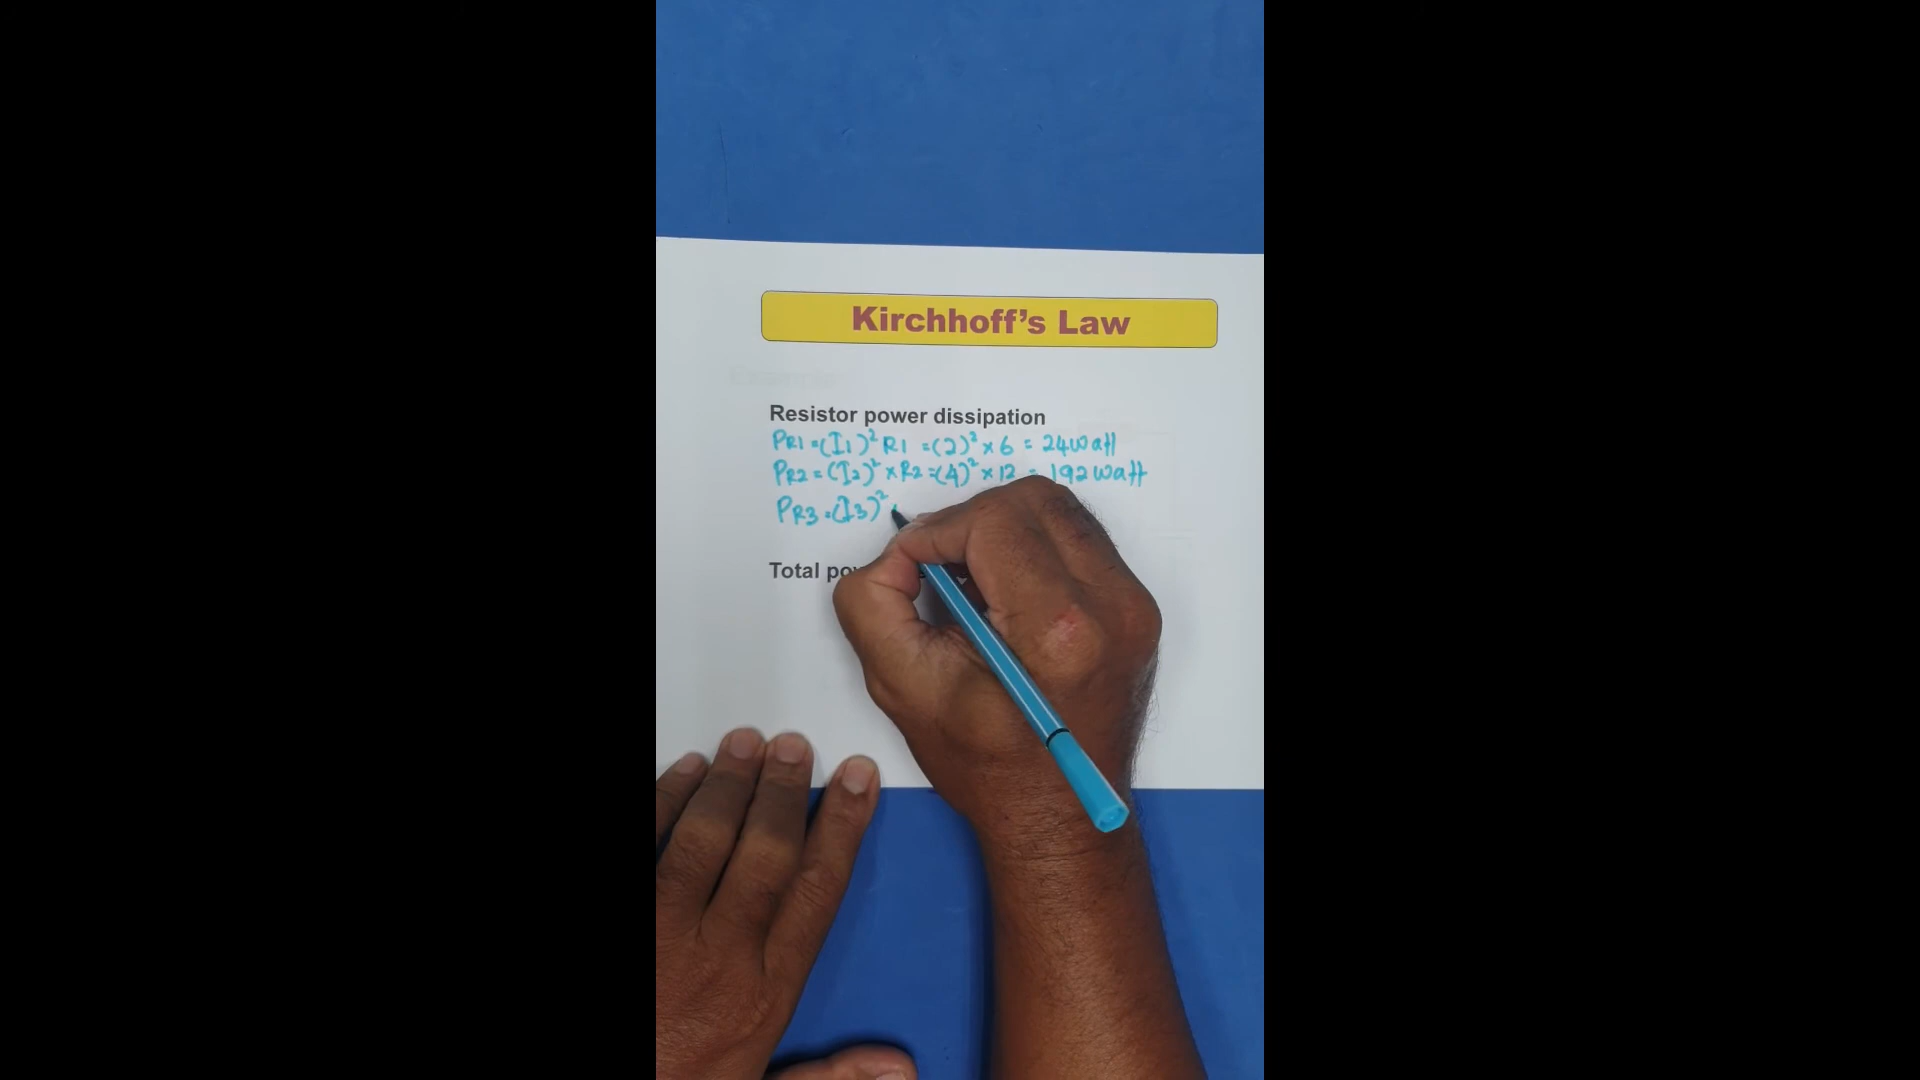 Kirchhoff's Law
Resistor power dissipation
PR1=(I1)²R1 =(2)²×6 = 24watt
PR2=(I2)²×R2=(4)²×12 = 192watt
PR3=(I3)²
Total